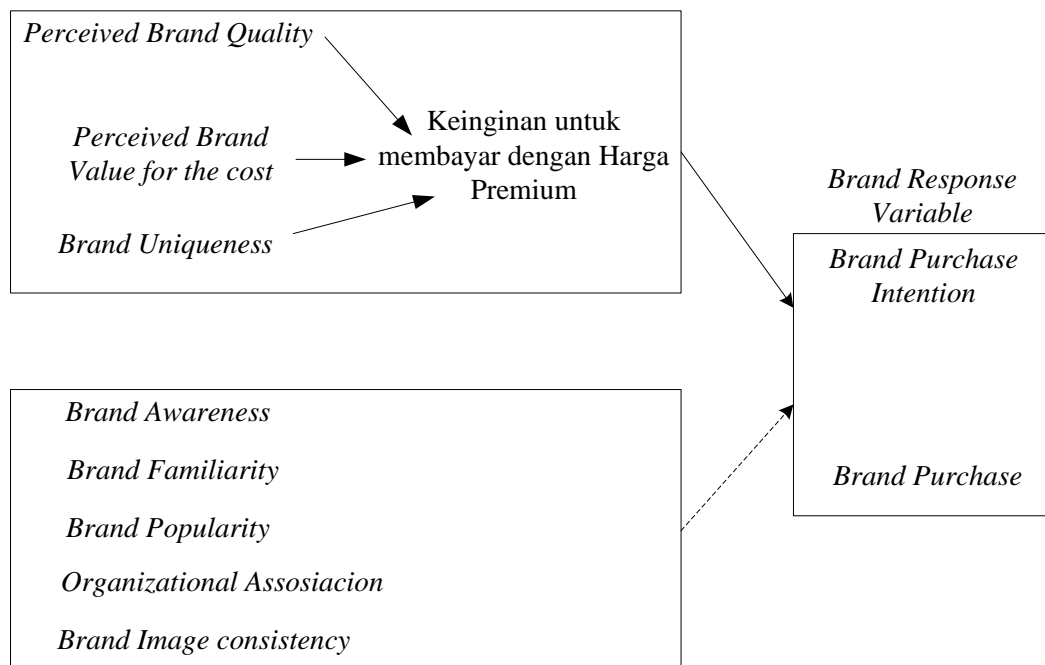 Perceived Brand Quality
Perceived Brand
Value for the cost
Brand Uniqueness
Keinginan untuk
membayar dengan Harga
Premium
Brand Response
Variable
Brand Purchase
Intention
Brand Purchase
Brand Awareness
Brand Familiarity
Brand Popularity
Organizational Assosiacion
Brand Image consistency